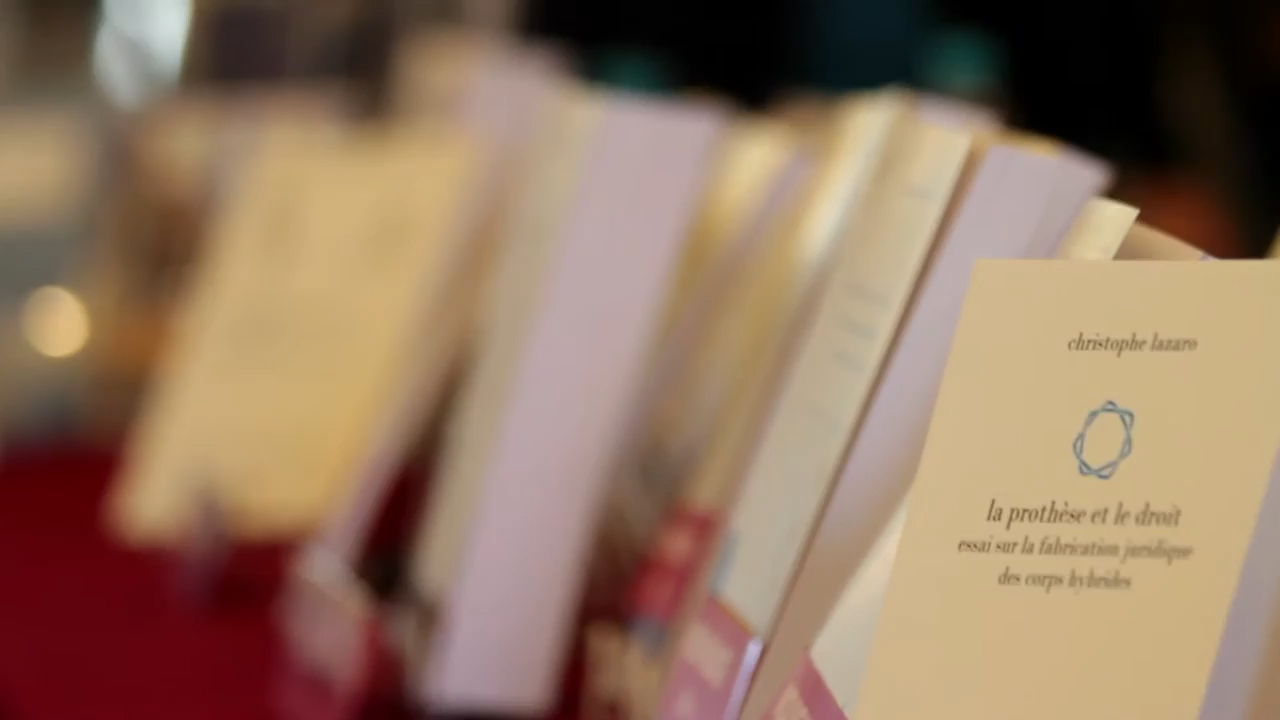 christophe lazaro
la prothèse et le droit
essai sur la fabrication juridique
des corps hybrides